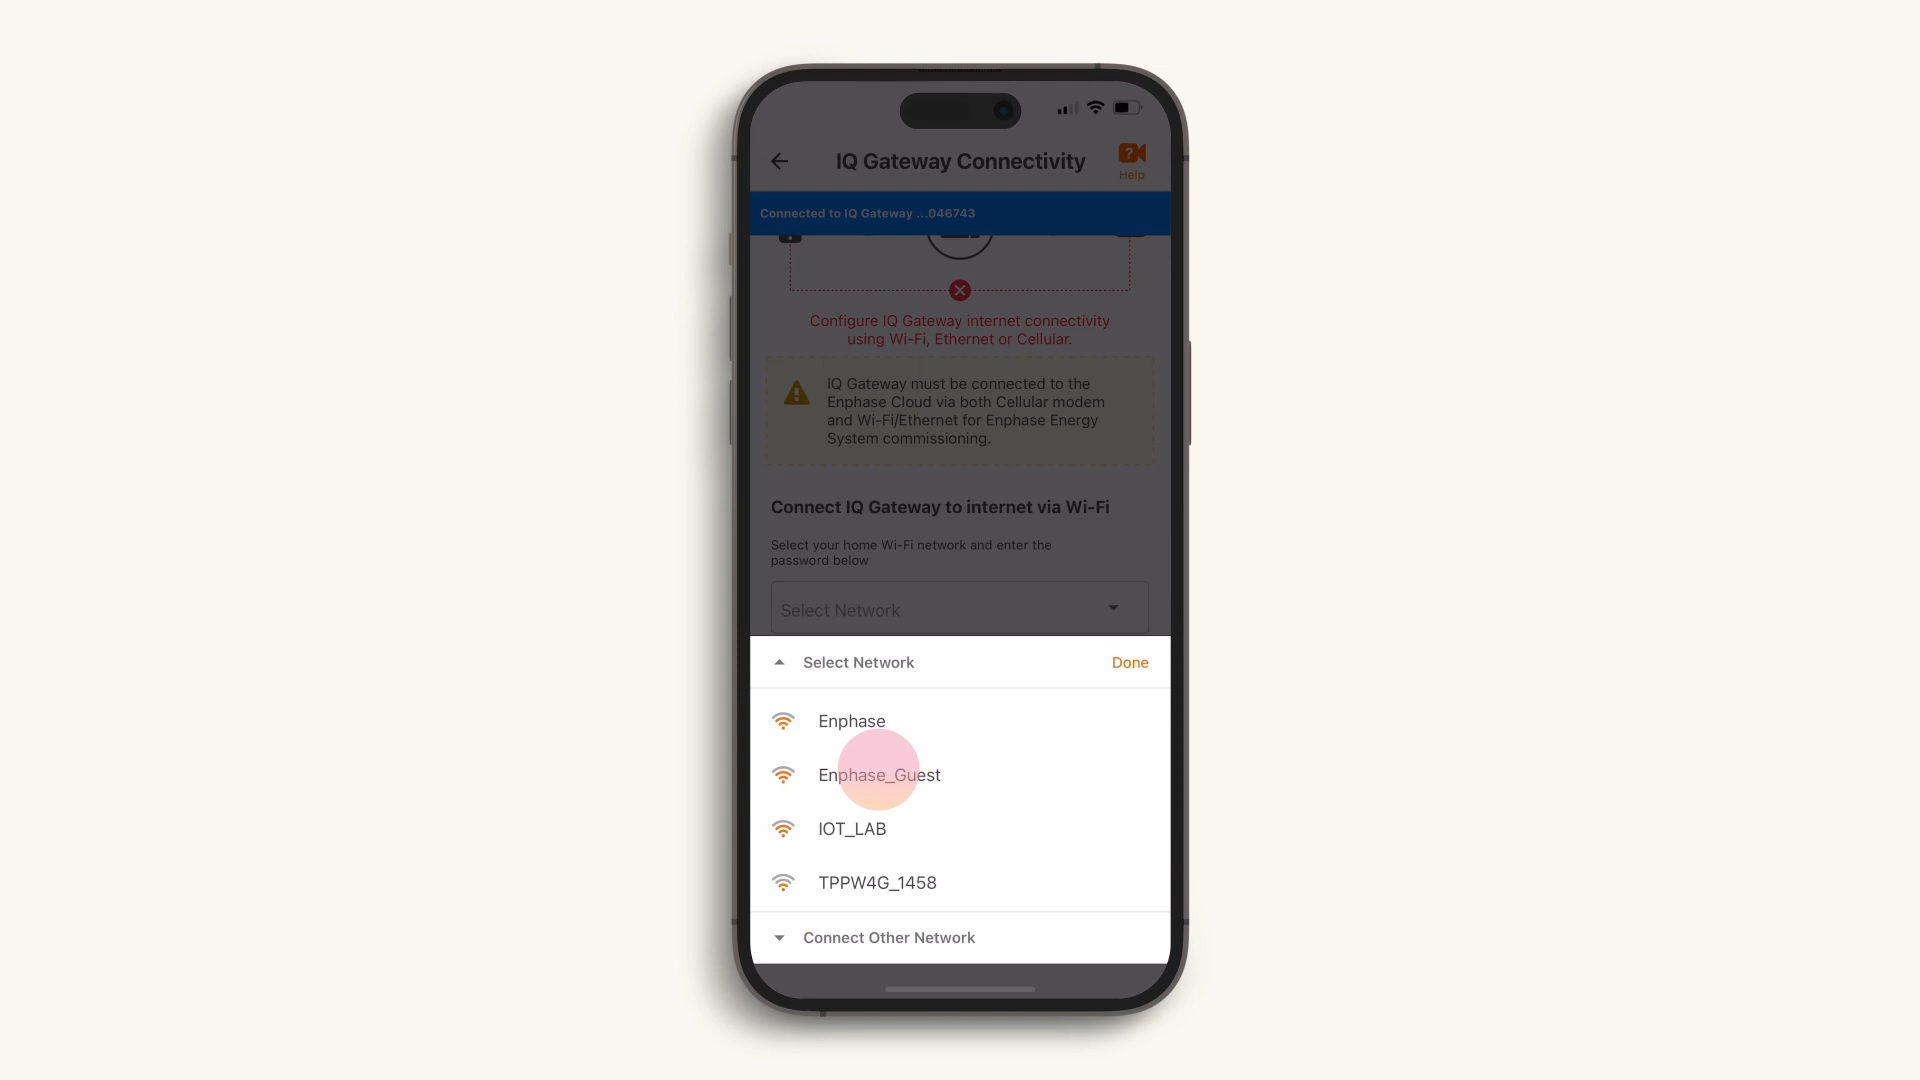 IQ Gateway Connectivity
?
Help
Connected to IQ Gateway ...046743
Configure IQ Gateway internet connectivity
using Wi-Fi, Ethernet or Cellular.
IQ Gateway must be connected to the
Enphase Cloud via both Cellular modem
and Wi-Fi/Ethernet for Enphase Energy
System commissioning.
Connect IQ Gateway to internet via Wi-Fi
Select your home Wi-Fi network and enter the
password below
Select Network
Select Network Done
Enphase
Enphase_Guest
IOT_LAB
TPPW4G_1458
Connect Other Network